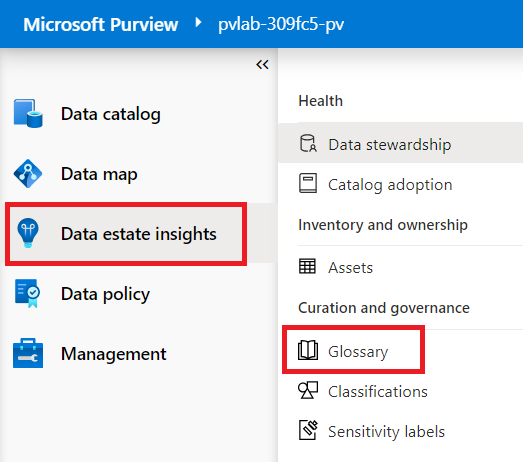 Microsoft Purview pvlab-309fc5-pv
Data catalog
Data map
Data estate insights
Data policy
Management
Health
Data stewardship
Catalog adoption
Inventory and ownership
Assets
Curation and governance
Glossary
Classifications
Sensitivity labels